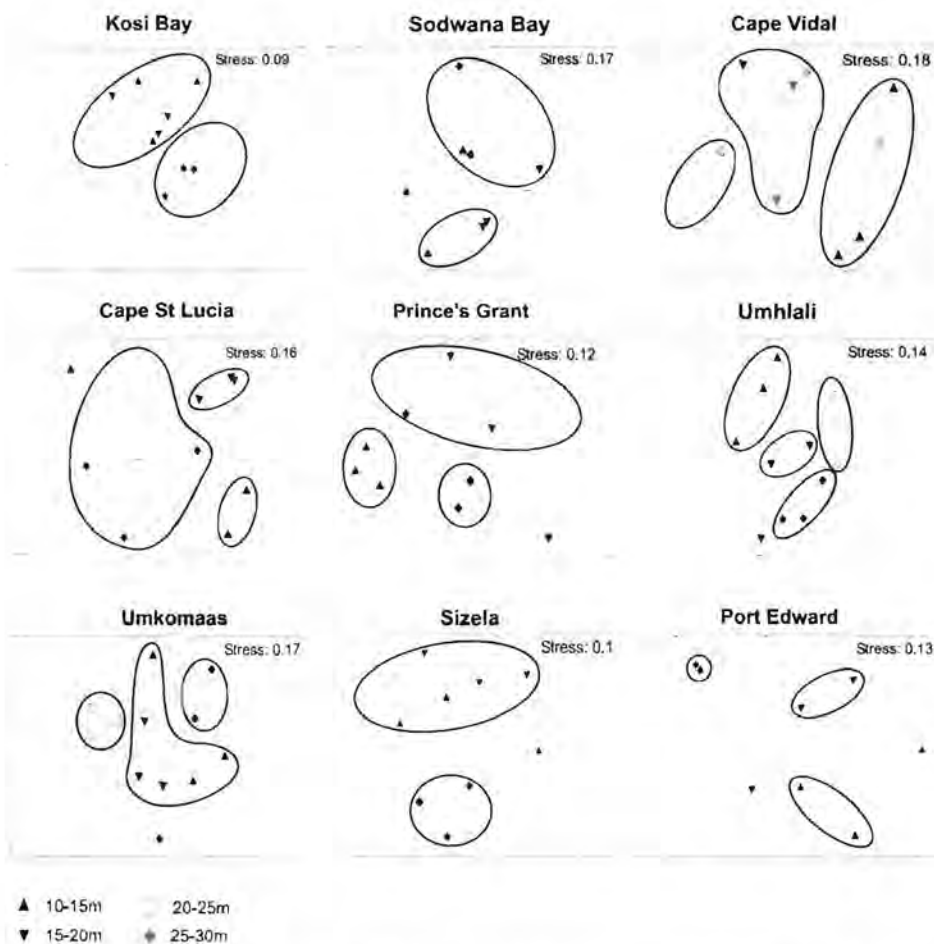 Kosi Bay Sodwana Bay Cape Vidal
Stress: 0.09 Stress: 0.17 Stress: 0.18
Cape St Lucia Prince's Grant Umhlali
Stress: 0.16 Stress: 0.12 Stress: 0.14
Umkomaas Sizela Port Edward
Stress: 0.17 Stress: 0.1 Stress: 0.13
10-15m 20-25m
15-20m 25-30m